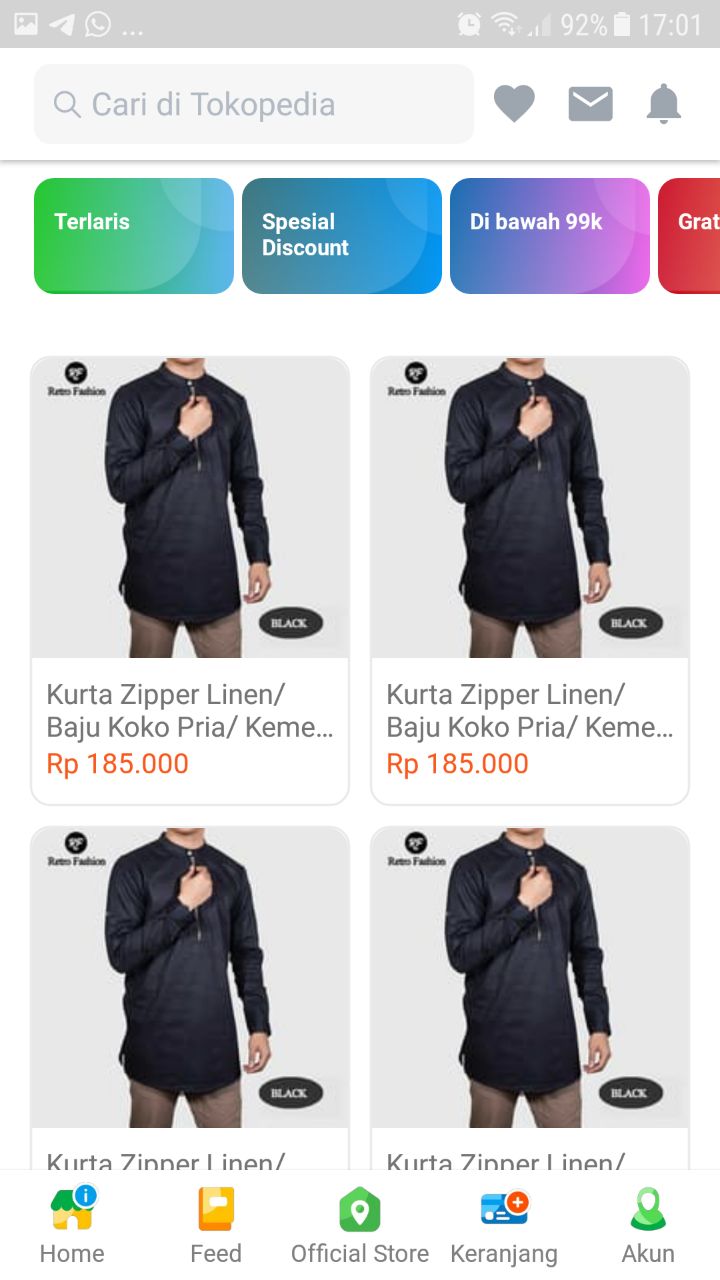 ... 92% 17:01
Cari di Tokopedia
Terlaris
Spesial
Discount
Di bawah 99k
Grat
Retro Fashion
BLACK
Retro Fashion
BLACK
Kurta Zipper Linen/
Baju Koko Pria/ Keme...
Rp 185.000
Kurta Zipper Linen/
Baju Koko Pria/ Keme...
Rp 185.000
Retro Fashion
BLACK
Retro Fashion
BLACK
Kurta Zipper Linen/
Kurta Zipper Linen/
Home
Feed
Official Store
Keranjang
Akun